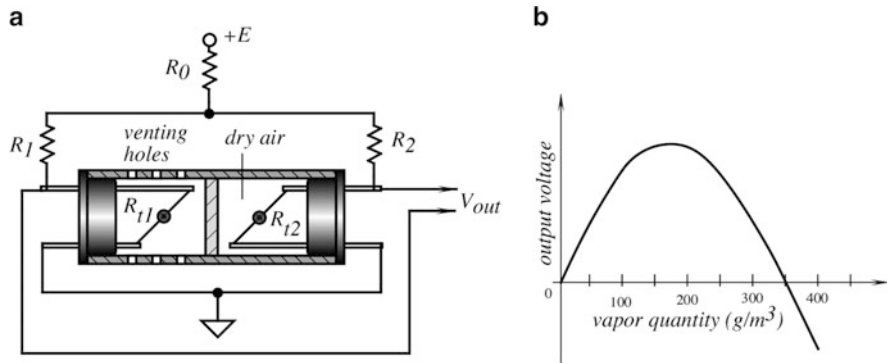 a
+E
R0
R1
venting holes
dry air
R2
Rt1
Rt2
Vout
b
output voltage
0
100
200
300
400
vapor quantity (g/m³)